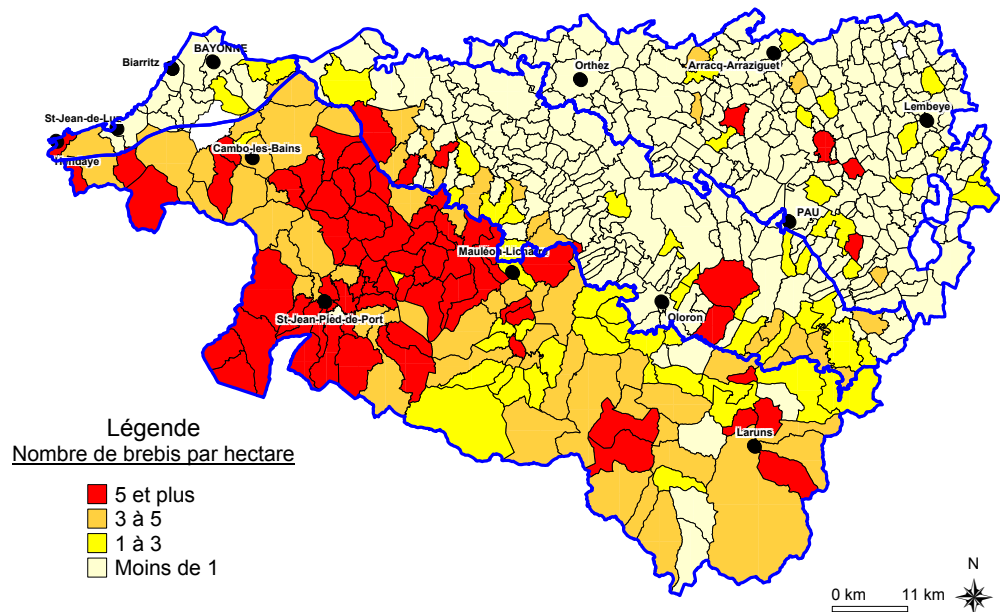 BAYONNE
Biarritz
Orthez
Arracq-Arraziguet
St-Jean-de-Luz
Lembeye
Hendaye
Cambo-les-Bains
PAU
Mauléon-Licharre
St-Jean-Pied-de-Port
Oloron
Laruns
Légende
Nombre de brebis par hectare
5 et plus
3 à 5
1 à 3
Moins de 1
N
0 km 11 km